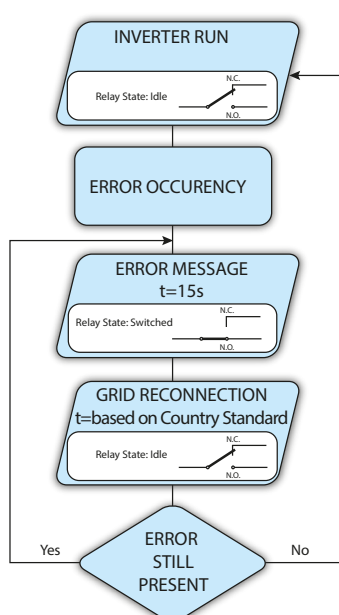 INVERTER RUN
N.C.
Relay State: Idle
N.O.
ERROR OCCURENCY
ERROR MESSAGE
t=15s
N.C.
Relay State: Switched
N.O.
GRID RECONNECTION
t=based on Country Standard
N.C.
Relay State: Idle
N.O.
Yes
ERROR
STILL
PRESENT
No